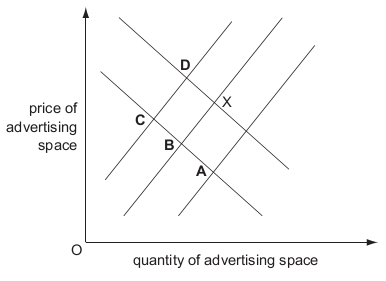 D
X
price of
advertising
space
C
B
A
O
quantity of advertising space